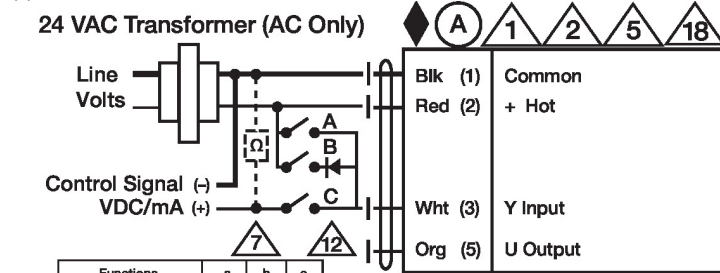 24 VAC Transformer (AC Only)
A 1 2 5 18
Line
Volts
Blk (1) Common
Red (2) + Hot
A
B
Ω
Control Signal (–)
VDC/mA (+)
C
Wht (3) Y Input
7 12
Org (5) U Output
Functions a b c